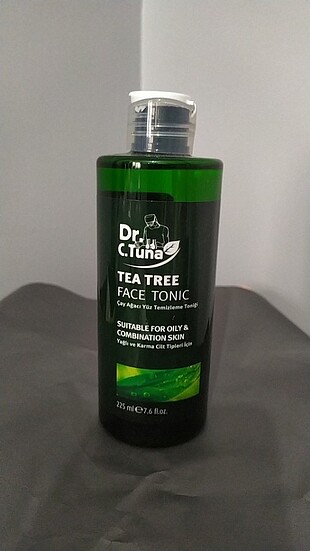 Dr.
C.Tuna
TEA TREE
FACE TONIC
Çay Ağacı Yüz Temizleme Toniği
SUITABLE FOR OILY &
COMBINATION SKIN
Yağlı ve Karma Cilt Tipleri İçin
225 ml ℮ 7,6 fl.oz.